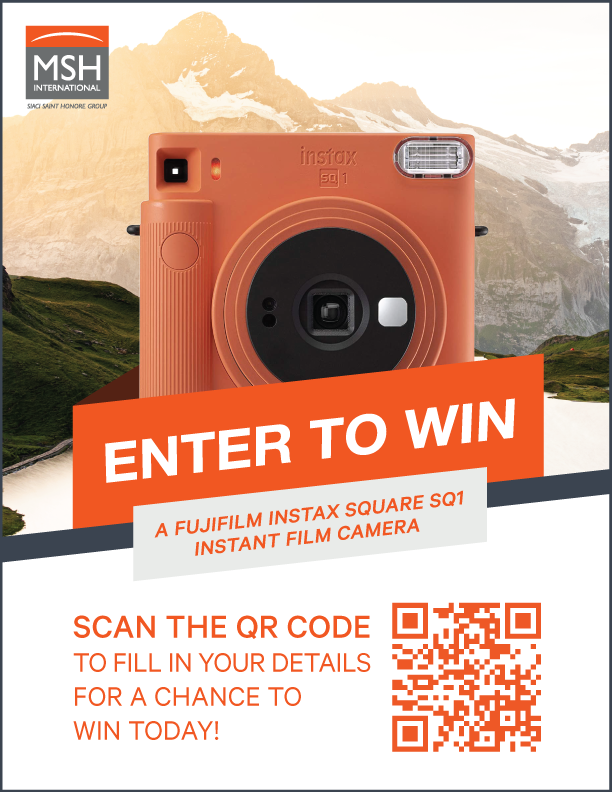 MSH
INTERNATIONAL
SIACI SAINT HONORE GROUP
instax
SQ 1
ENTER TO WIN
A FUJIFILM INSTAX SQUARE SQ1
INSTANT FILM CAMERA
SCAN THE QR CODE
TO FILL IN YOUR DETAILS
FOR A CHANCE TO
WIN TODAY!